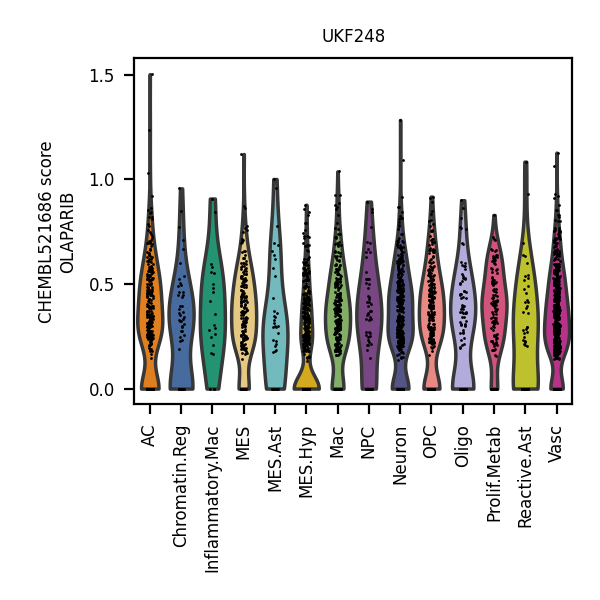 UKF248
CHEMBL521686 score
OLAPARIB
1.5
1.0
0.5
0.0
AC
Chromatin.Reg
Inflammatory.Mac
MES
MES.Ast
MES.Hyp
Mac
NPC
Neuron
OPC
Oligo
Prolif.Metab
Reactive.Ast
Vasc